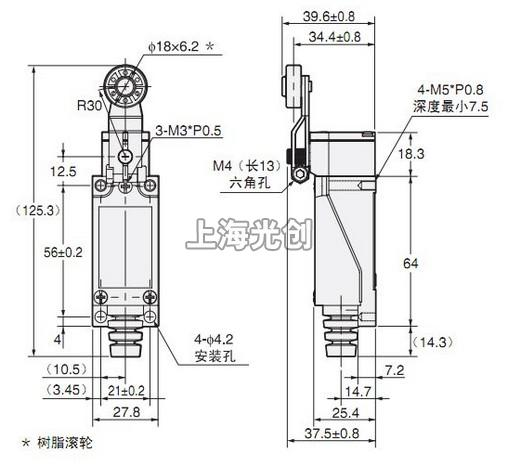 39.6±0.8
34.4±0.8
φ18×6.2 *
R30
4-M5*P0.8
深度最小7.5
3-M3*P0.5
12.5
M4（长13）
六角孔
18.3
(125.3)
上海光创
56±0.2
64
4
4-φ4.2
安装孔
(14.3)
(10.5)
7.2
(3.45)
21±0.2
14.7
27.8
25.4
37.5±0.8
* 树脂滚轮